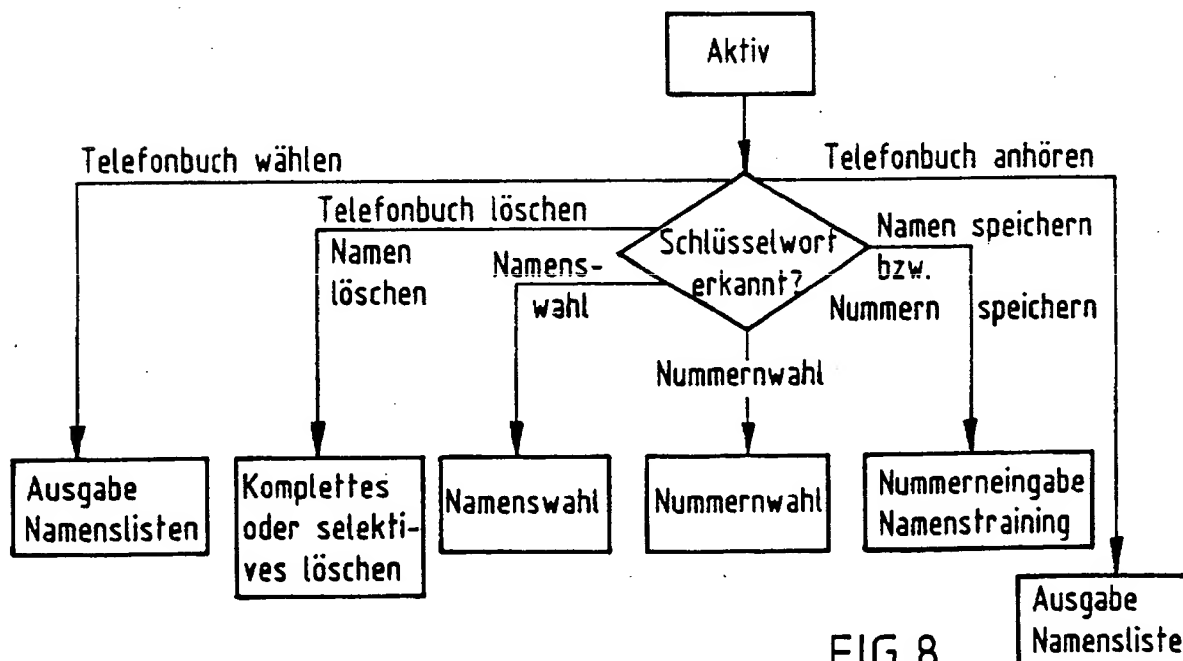 Aktiv
Telefonbuch wählen
Telefonbuch anhören
Telefonbuch löschen
Namen
löschen
Namens-
wahl
Schlüsselwort
erkannt?
Namen speichern
bzw.
Nummern speichern
Nummernwahl
Ausgabe
Namenslisten
Komplettes
oder selekti-
ves löschen
Namenswahl
Nummernwahl
Nummerneingabe
Namenstraining
Ausgabe
Namensliste
FIG.8